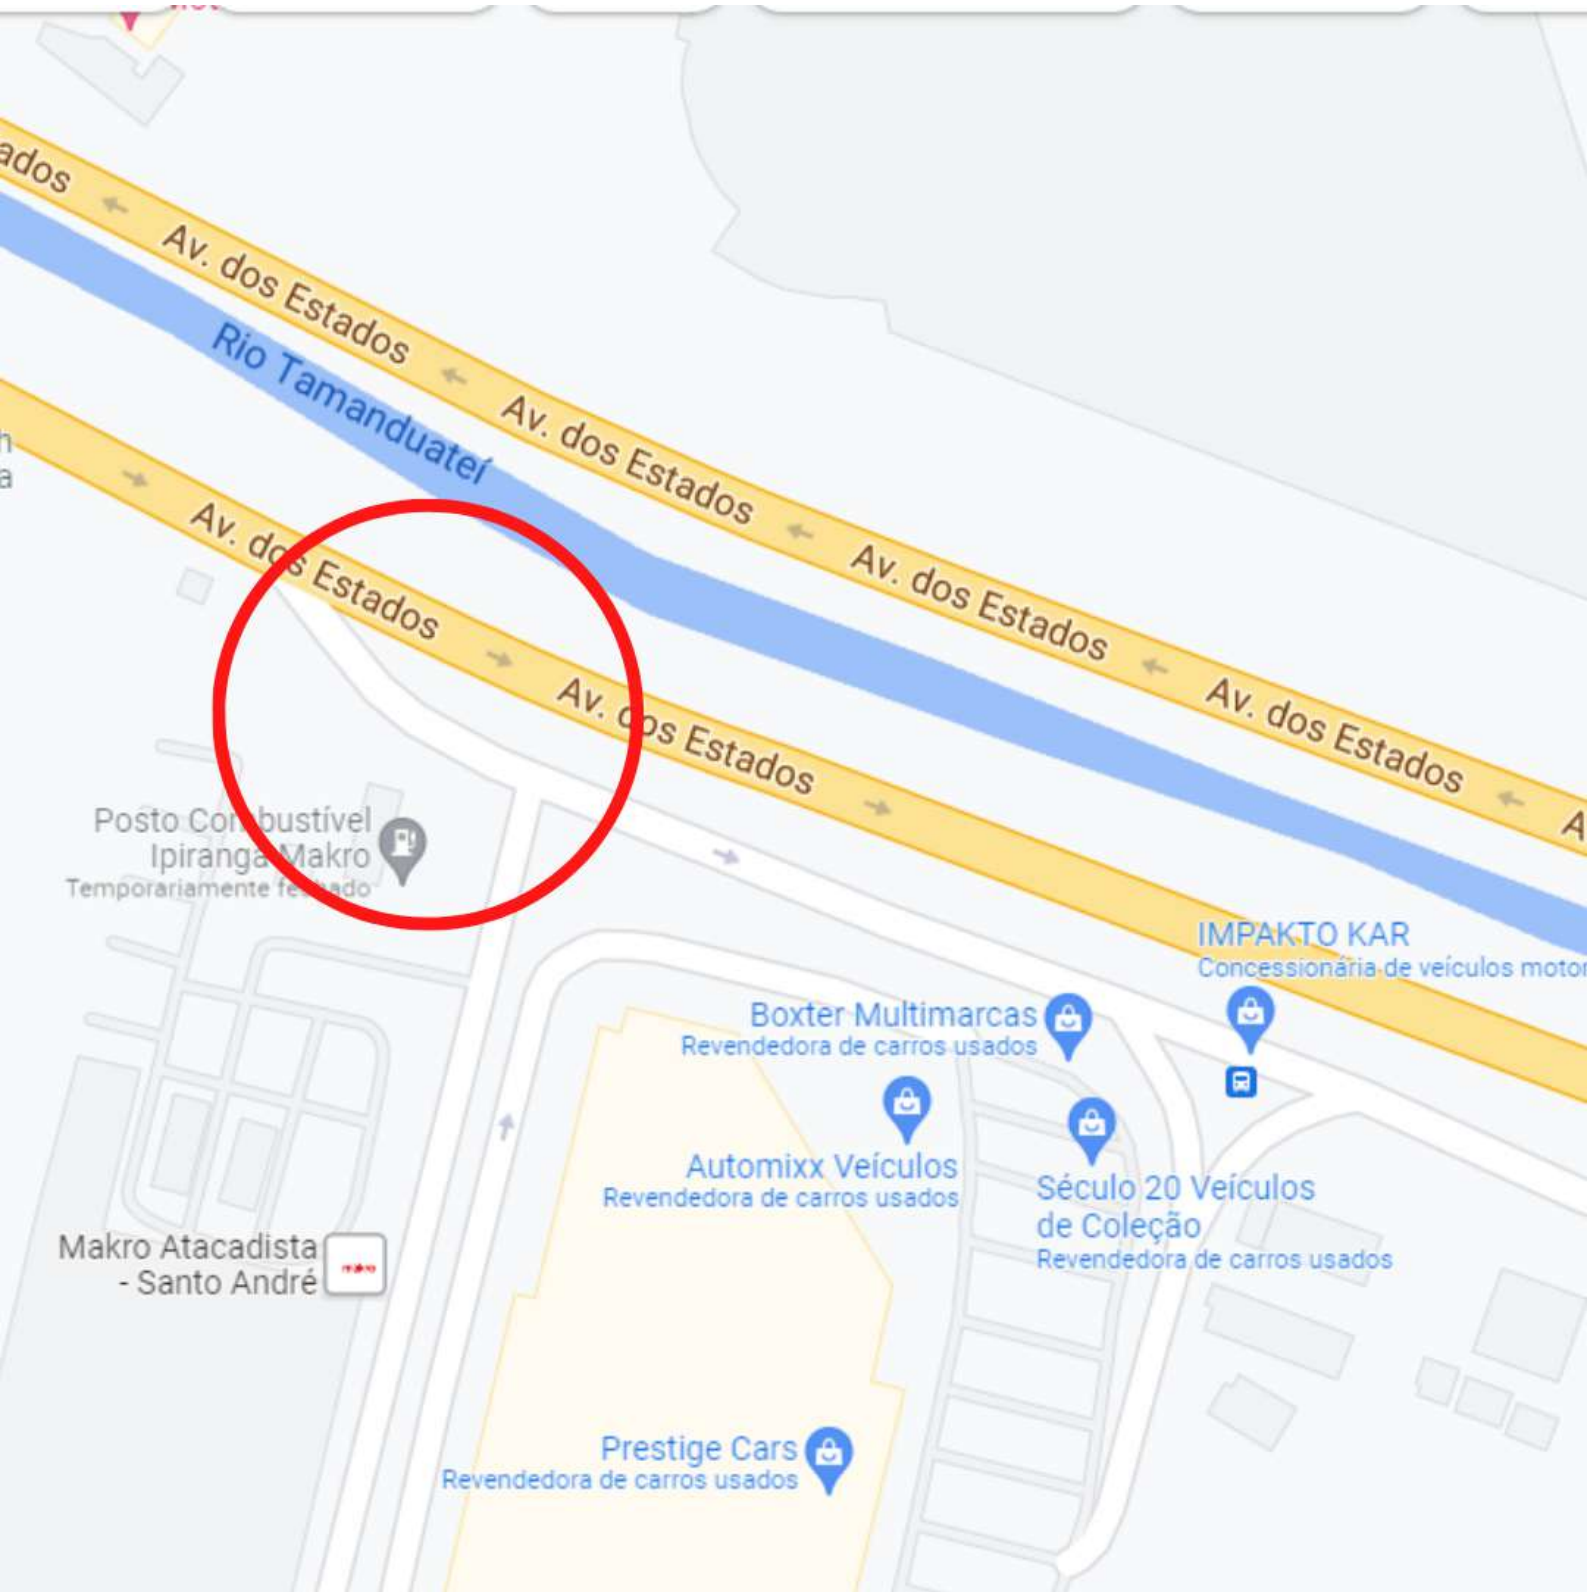 ados
Av. dos Estados
Rio Tamanduateí
Av. dos Estados
Av. dos Estados
Av. dos Estados
Av. dos Estados
Av. dos Estados
Posto Combustível
Ipiranga Makro
Temporariamente fechado
IMPAKTO KAR
Concessionária de veículos motor
Boxter Multimarcas
Revendedora de carros usados
Automixx Veículos
Revendedora de carros usados
Século 20 Veículos
de Coleção
Revendedora de carros usados
Makro Atacadista
- Santo André
makro
Prestige Cars
Revendedora de carros usados